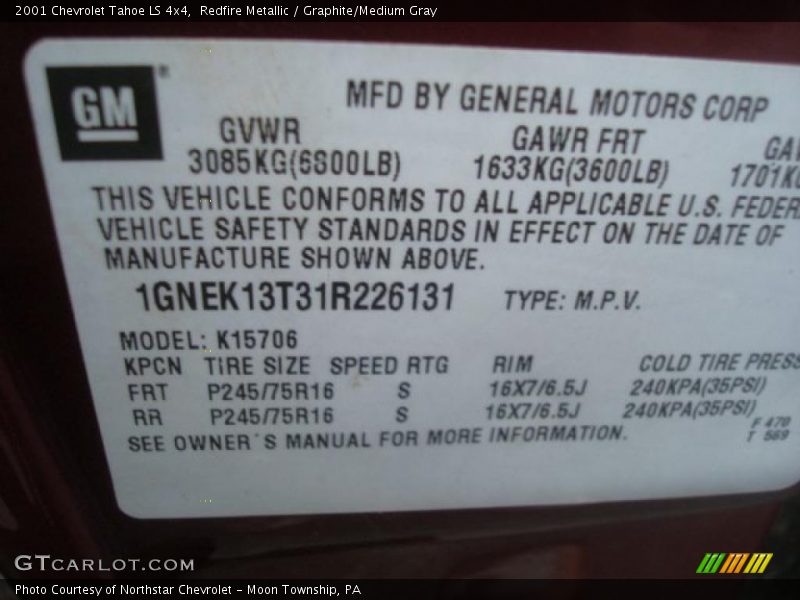 2001 Chevrolet Tahoe LS 4x4,  Redfire Metallic / Graphite/Medium Gray
GM ®
MFD BY GENERAL MOTORS CORP
GVWR GAWR FRT GAW
3085KG(6800LB) 1633KG(3600LB) 1701KG
THIS VEHICLE CONFORMS TO ALL APPLICABLE U.S. FEDER
VEHICLE SAFETY STANDARDS IN EFFECT ON THE DATE OF
MANUFACTURE SHOWN ABOVE.
1GNEK13T31R226131 TYPE: M.P.V.
MODEL: K15706
KPCN TIRE SIZE SPEED RTG RIM COLD TIRE PRESS
FRT P245/75R16 S 16X7/6.5J 240KPA(35PSI)
RR P245/75R16 S 16X7/6.5J 240KPA(35PSI)
SEE OWNER´S MANUAL FOR MORE INFORMATION.
F 470
T 569
GTCARLOT.COM
Photo Courtesy of Northstar Chevrolet - Moon Township, PA